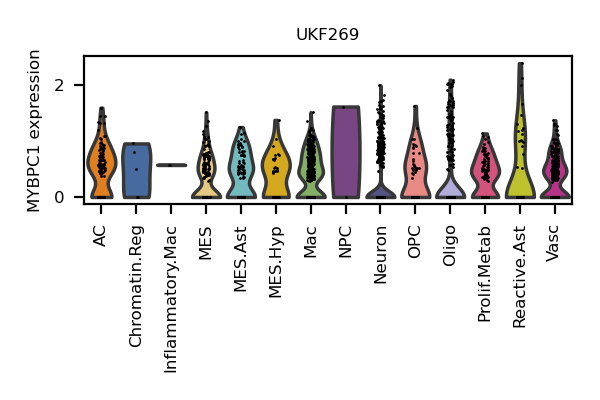 UKF269
MYBPC1 expression
2
0
AC
Chromatin.Reg
Inflammatory.Mac
MES
MES.Ast
MES.Hyp
Mac
NPC
Neuron
OPC
Oligo
Prolif.Metab
Reactive.Ast
Vasc